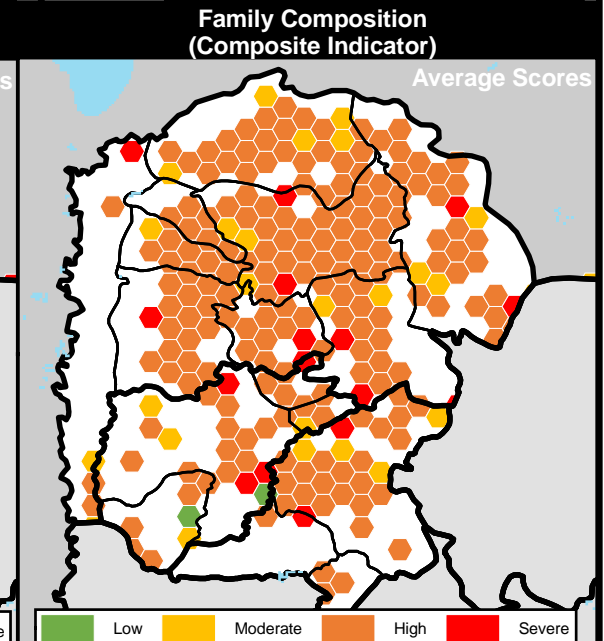 Family Composition
(Composite Indicator)
s
Average Scores
e
Low
Moderate
High
Severe